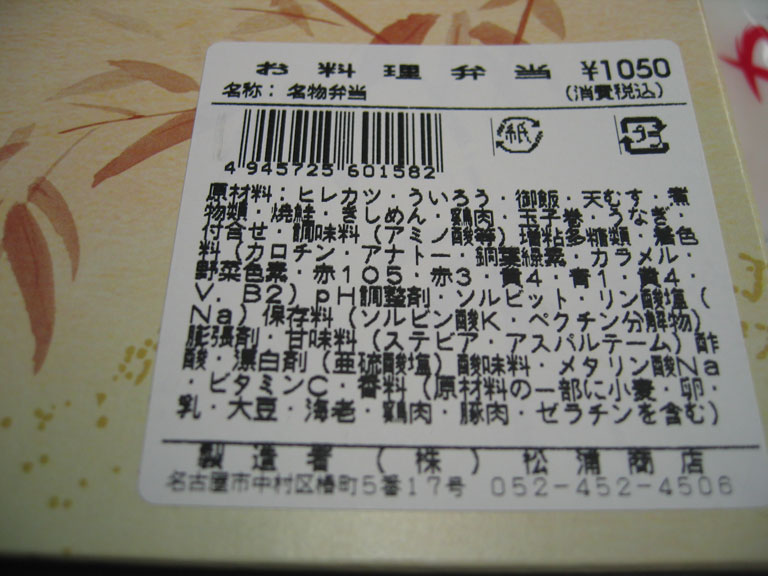 お料理弁当 ¥1050
名称：名物弁当 (消費税込)
紙
プラ
4 945725 601582
原材料：ヒレカツ・ういろう・御飯・天むす・煮
物類・焼鮭・きしめん・鶏肉・玉子巻・うなぎ・
付合せ・調味料(アミノ酸等)増粘多糖類・着色
料(カロチン・アナトー・銅葉緑素・カラメル・
野菜色素・赤105・赤3・黄4・青1・黄4・
V．B2)pH調整剤・ソルビット・リン酸塩(
Na)保存料(ソルビン酸K・ペクチン分解物)
膨張剤・甘味料(ステビア・アスパルテーム)酢
酸・漂白剤(亜硫酸塩)酸味料・メタリン酸Na
・ビタミンC・香料(原材料の一部に小麦・卵・
乳・大豆・海老・鶏肉・豚肉・ゼラチンを含む)
製造者(株)松浦商店
名古屋市中村区椿町5番17号 052-452-4506